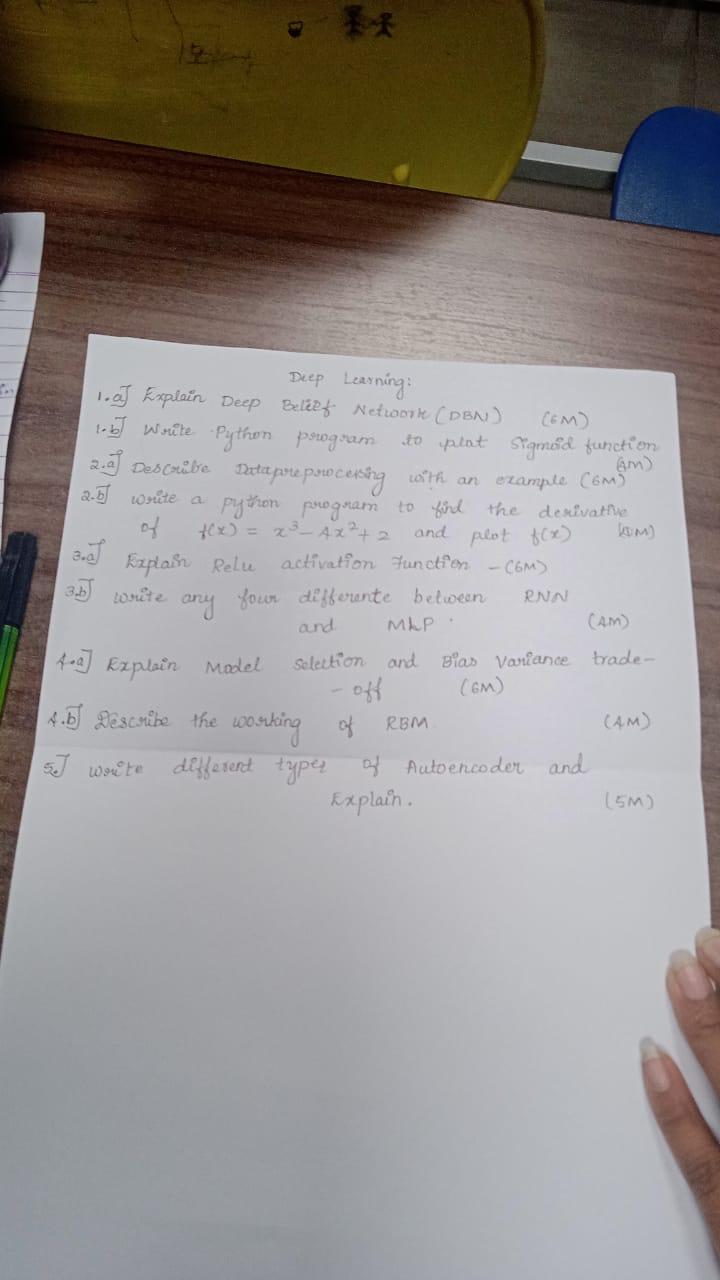 Deep Learning:
1.a] Explain Deep Belief Network (DBN) (6M)
1.b] Write Python program to plot Sigmoid function
(4M)
2.a] Describe Datapreprocessing with an example (6M)
2.b] write a python program to find the derivative
of f(x) = x³ - 4x² + 2 and plot f(x) (4M)
3.a] Explain Relu activation Function - (6M)
3.b] write any four differente between RNN
and MLP. (4M)
4.a] Explain Model Selection and Bias Variance trade-
- off (6M)
4.b] Describe the working of RBM (4M)
5.] write different types of Autoencoder and
Explain. (5M)